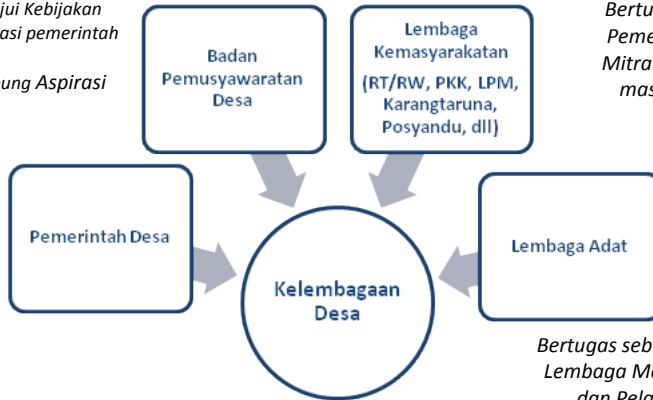 jui Kebijakan
asi pemerintah
ung Aspirasi
Badan
Pemusyawaratan
Desa
Lembaga
Kemasyarakatan
(RT/RW, PKK, LPM,
Karangtaruna,
Posyandu, dll)
Bertu
Peme
Mitra
mas
Pemerintah Desa
Kelembagaan
Desa
Lembaga Adat
Bertugas seb
Lembaga Ma
dan Pela